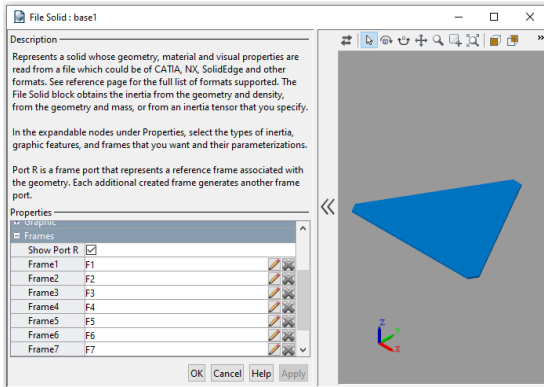 File Solid : base1
Description
Represents a solid whose geometry, material and visual properties are
read from a file which could be of CATIA, NX, SolidEdge and other
formats. See reference page for the full list of formats supported. The
File Solid block obtains the inertia from the geometry and density,
from the geometry and mass, or from an inertia tensor that you specify.
In the expandable nodes under Properties, select the types of inertia,
graphic features, and frames that you want and their parameterizations.
Port R is a frame port that represents a reference frame associated with
the geometry. Each additional created frame generates another frame
port.
Properties
Graphic
Frames
Show Port R
Frame1 F1
Frame2 F2
Frame3 F3
Frame4 F4
Frame5 F5
Frame6 F6
Frame7 F7
OK Cancel Help Apply
Z
Y
X